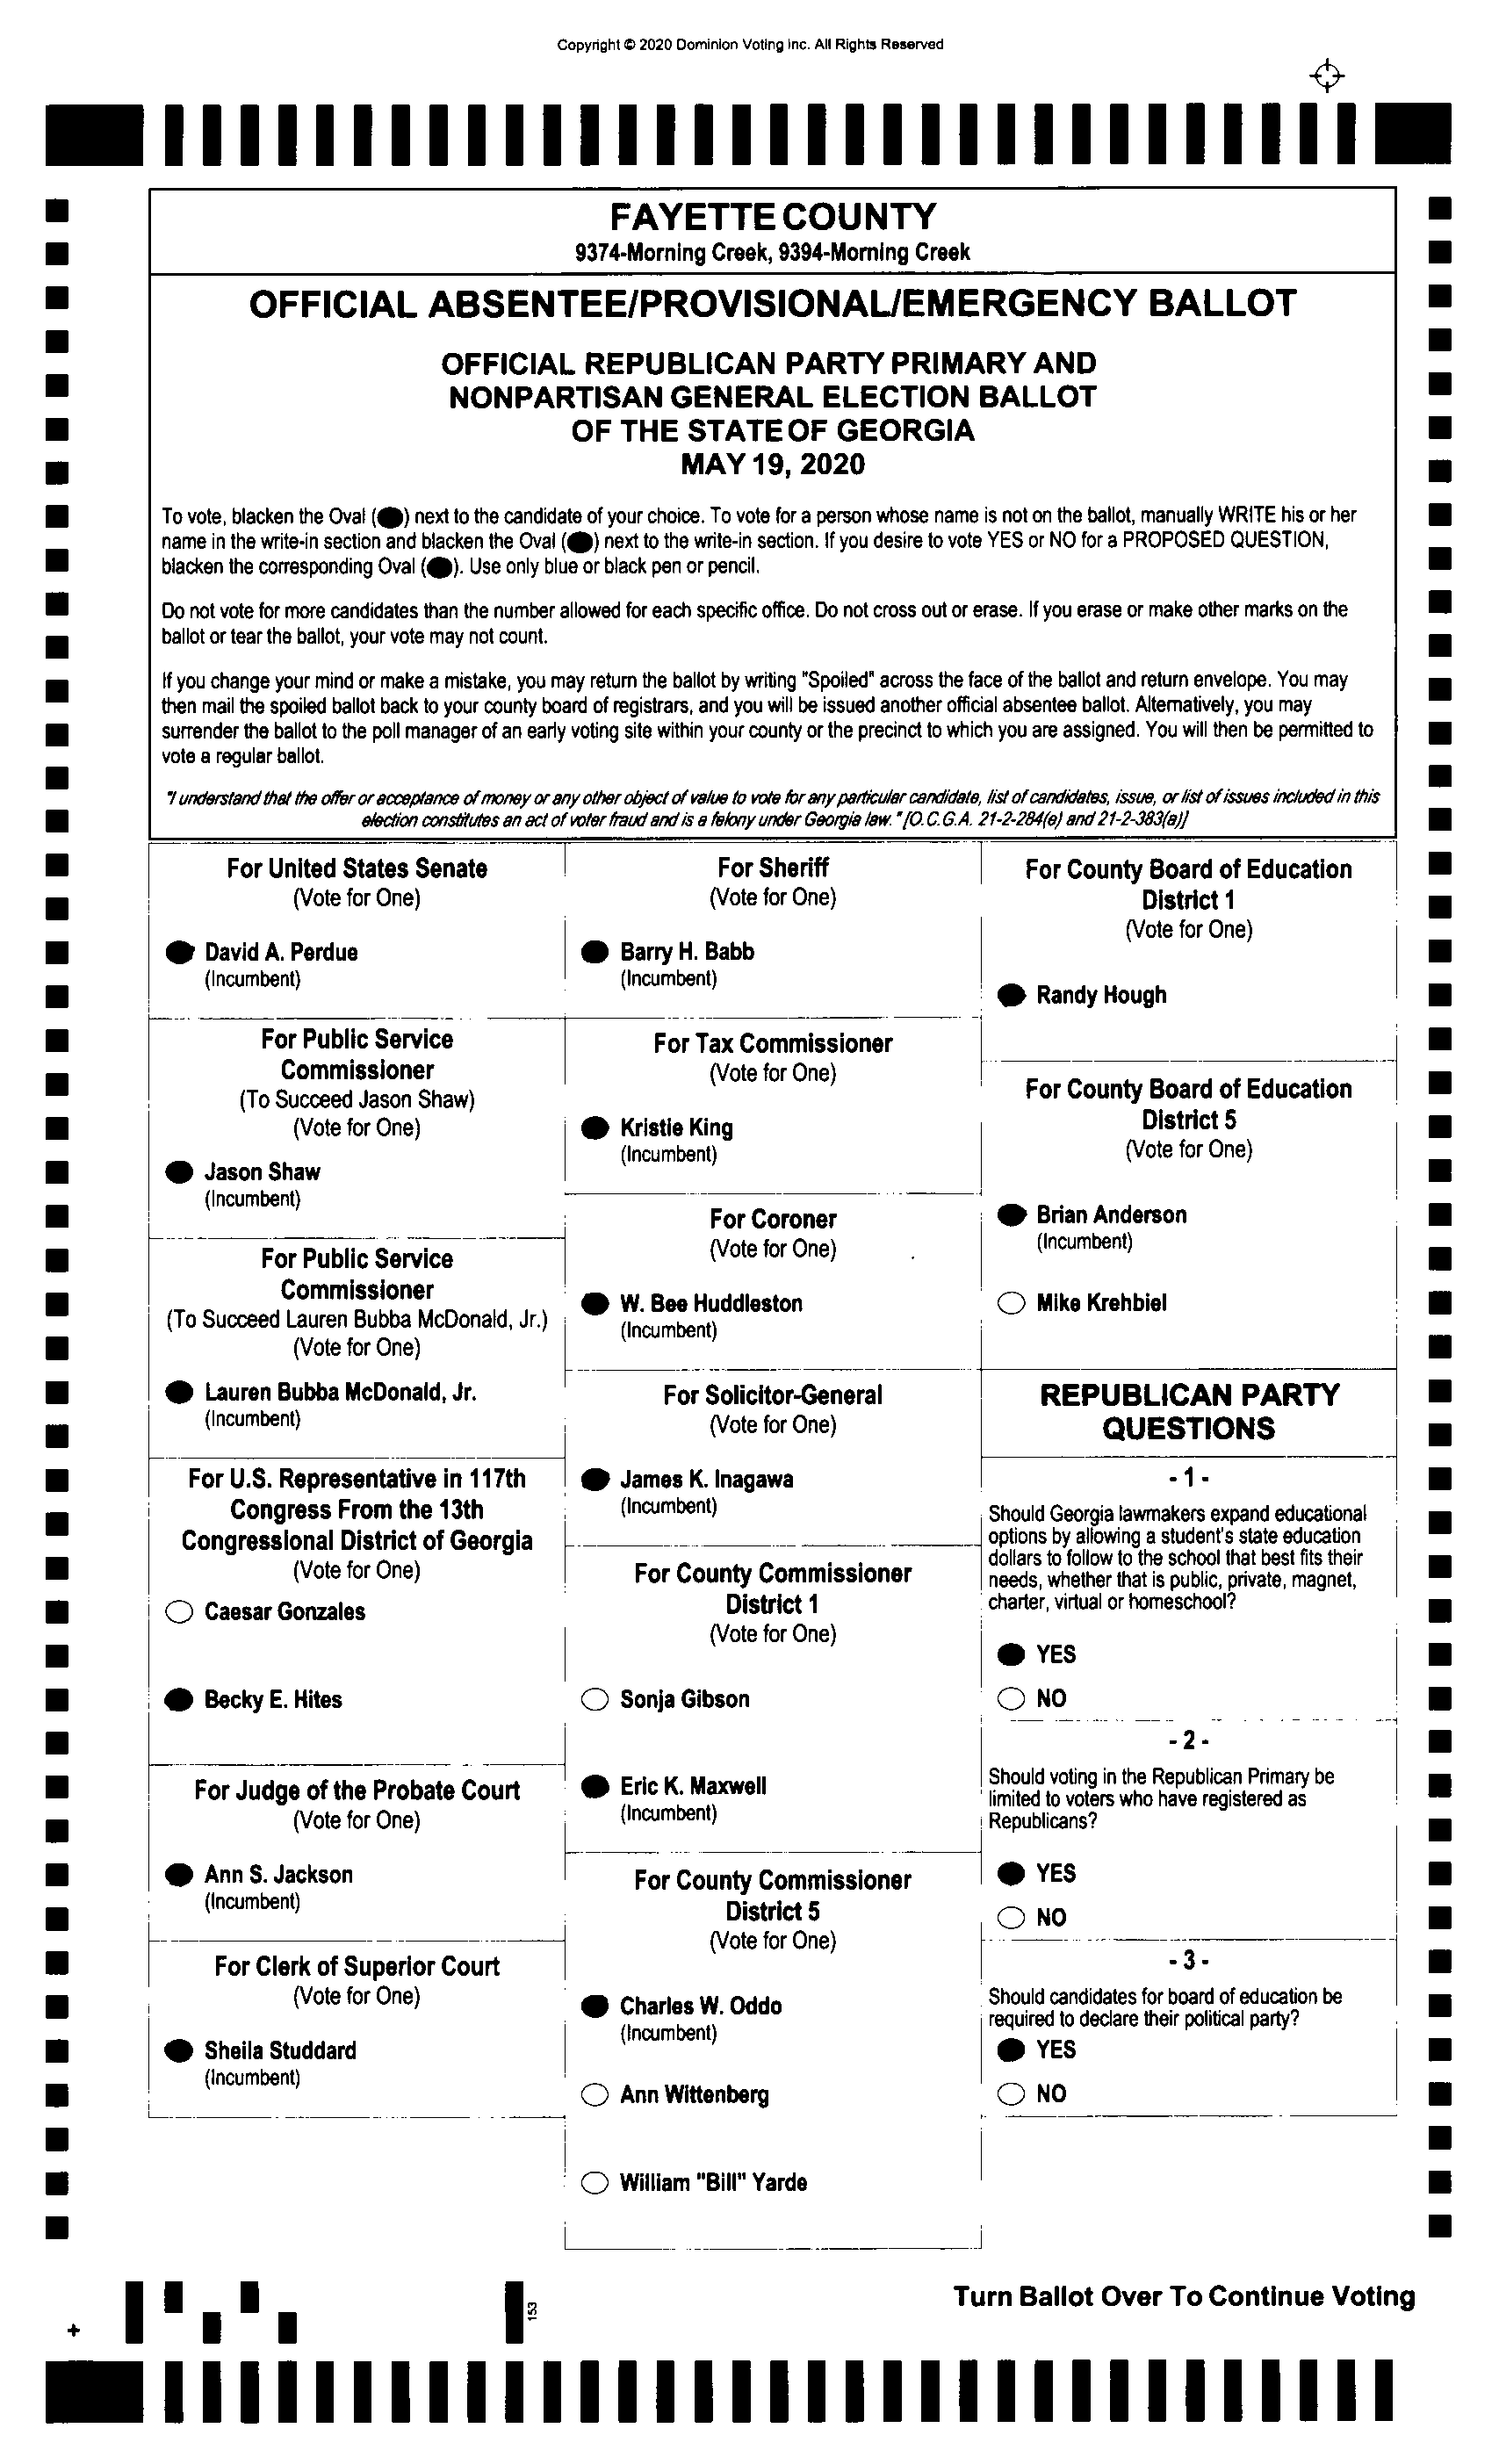 Copyright © 2020 Dominion Voting Inc. All Rights Reserved
FAYETTE COUNTY
9374-Morning Creek, 9394-Morning Creek
OFFICIAL ABSENTEE/PROVISIONAL/EMERGENCY BALLOT
OFFICIAL REPUBLICAN PARTY PRIMARY AND
NONPARTISAN GENERAL ELECTION BALLOT
OF THE STATE OF GEORGIA
MAY 19, 2020
To vote, blacken the Oval (●) next to the candidate of your choice. To vote for a person whose name is not on the ballot, manually WRITE his or her
name in the write-in section and blacken the Oval (●) next to the write-in section. If you desire to vote YES or NO for a PROPOSED QUESTION,
blacken the corresponding Oval (●). Use only blue or black pen or pencil.
Do not vote for more candidates than the number allowed for each specific office. Do not cross out or erase. If you erase or make other marks on the
ballot or tear the ballot, your vote may not count.
If you change your mind or make a mistake, you may return the ballot by writing "Spoiled" across the face of the ballot and return envelope. You may
then mail the spoiled ballot back to your county board of registrars, and you will be issued another official absentee ballot. Alternatively, you may
surrender the ballot to the poll manager of an early voting site within your county or the precinct to which you are assigned. You will then be permitted to
vote a regular ballot.
"I understand that the offer or acceptance of money or any other object of value to vote for any particular candidate, list of candidates, issue, or list of issues included in this
election constitutes an act of voter fraud and is a felony under Georgia law." [O.C.G.A. 21-2-284(e) and 21-2-383(a)]
For United States Senate
(Vote for One)
David A. Perdue
(Incumbent)
For Public Service
Commissioner
(To Succeed Jason Shaw)
(Vote for One)
Jason Shaw
(Incumbent)
For Public Service
Commissioner
(To Succeed Lauren Bubba McDonald, Jr.)
(Vote for One)
Lauren Bubba McDonald, Jr.
(Incumbent)
For U.S. Representative in 117th
Congress From the 13th
Congressional District of Georgia
(Vote for One)
Caesar Gonzales
Becky E. Hites
For Judge of the Probate Court
(Vote for One)
Ann S. Jackson
(Incumbent)
For Clerk of Superior Court
(Vote for One)
Sheila Studdard
(Incumbent)
For Sheriff
(Vote for One)
Barry H. Babb
(Incumbent)
For Tax Commissioner
(Vote for One)
Kristie King
(Incumbent)
For Coroner
(Vote for One)
W. Bee Huddleston
(Incumbent)
For Solicitor-General
(Vote for One)
James K. Inagawa
(Incumbent)
For County Commissioner
District 1
(Vote for One)
Sonja Gibson
Eric K. Maxwell
(Incumbent)
For County Commissioner
District 5
(Vote for One)
Charles W. Oddo
(Incumbent)
Ann Wittenberg
William "Bill" Yarde
For County Board of Education
District 1
(Vote for One)
Randy Hough
For County Board of Education
District 5
(Vote for One)
Brian Anderson
(Incumbent)
Mike Krehbiel
REPUBLICAN PARTY
QUESTIONS
- 1 -
Should Georgia lawmakers expand educational
options by allowing a student's state education
dollars to follow to the school that best fits their
needs, whether that is public, private, magnet,
charter, virtual or homeschool?
YES
NO
- 2 -
Should voting in the Republican Primary be
limited to voters who have registered as
Republicans?
YES
NO
- 3 -
Should candidates for board of education be
required to declare their political party?
YES
NO
Turn Ballot Over To Continue Voting
153